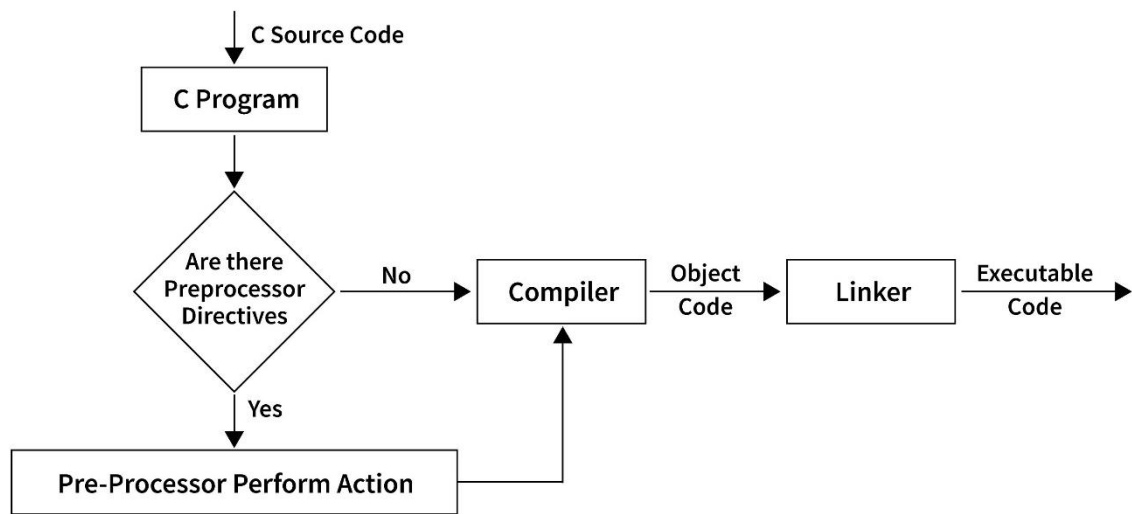 C Source Code
C Program
Are there
Preprocessor
Directives
No
Compiler
Object
Code
Linker
Executable
Code
Yes
Pre-Processor Perform Action